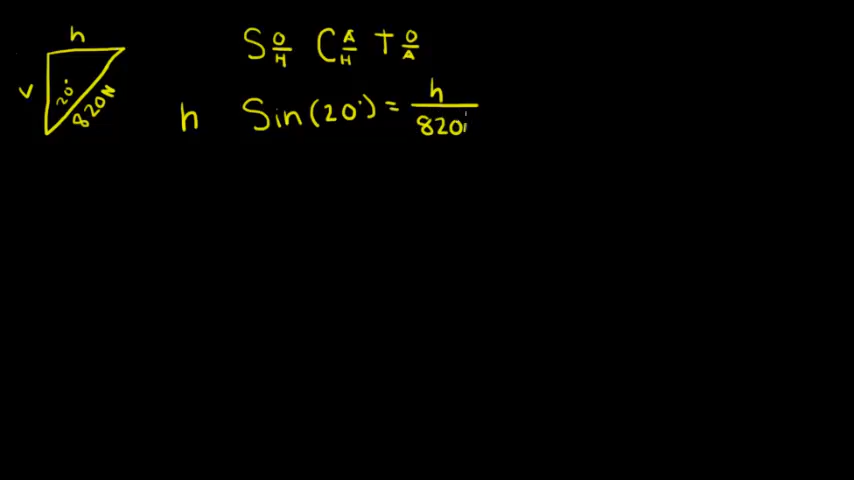 h
S O/H C A/H T O/A
v 20° 820N
h Sin(20°) = h/820